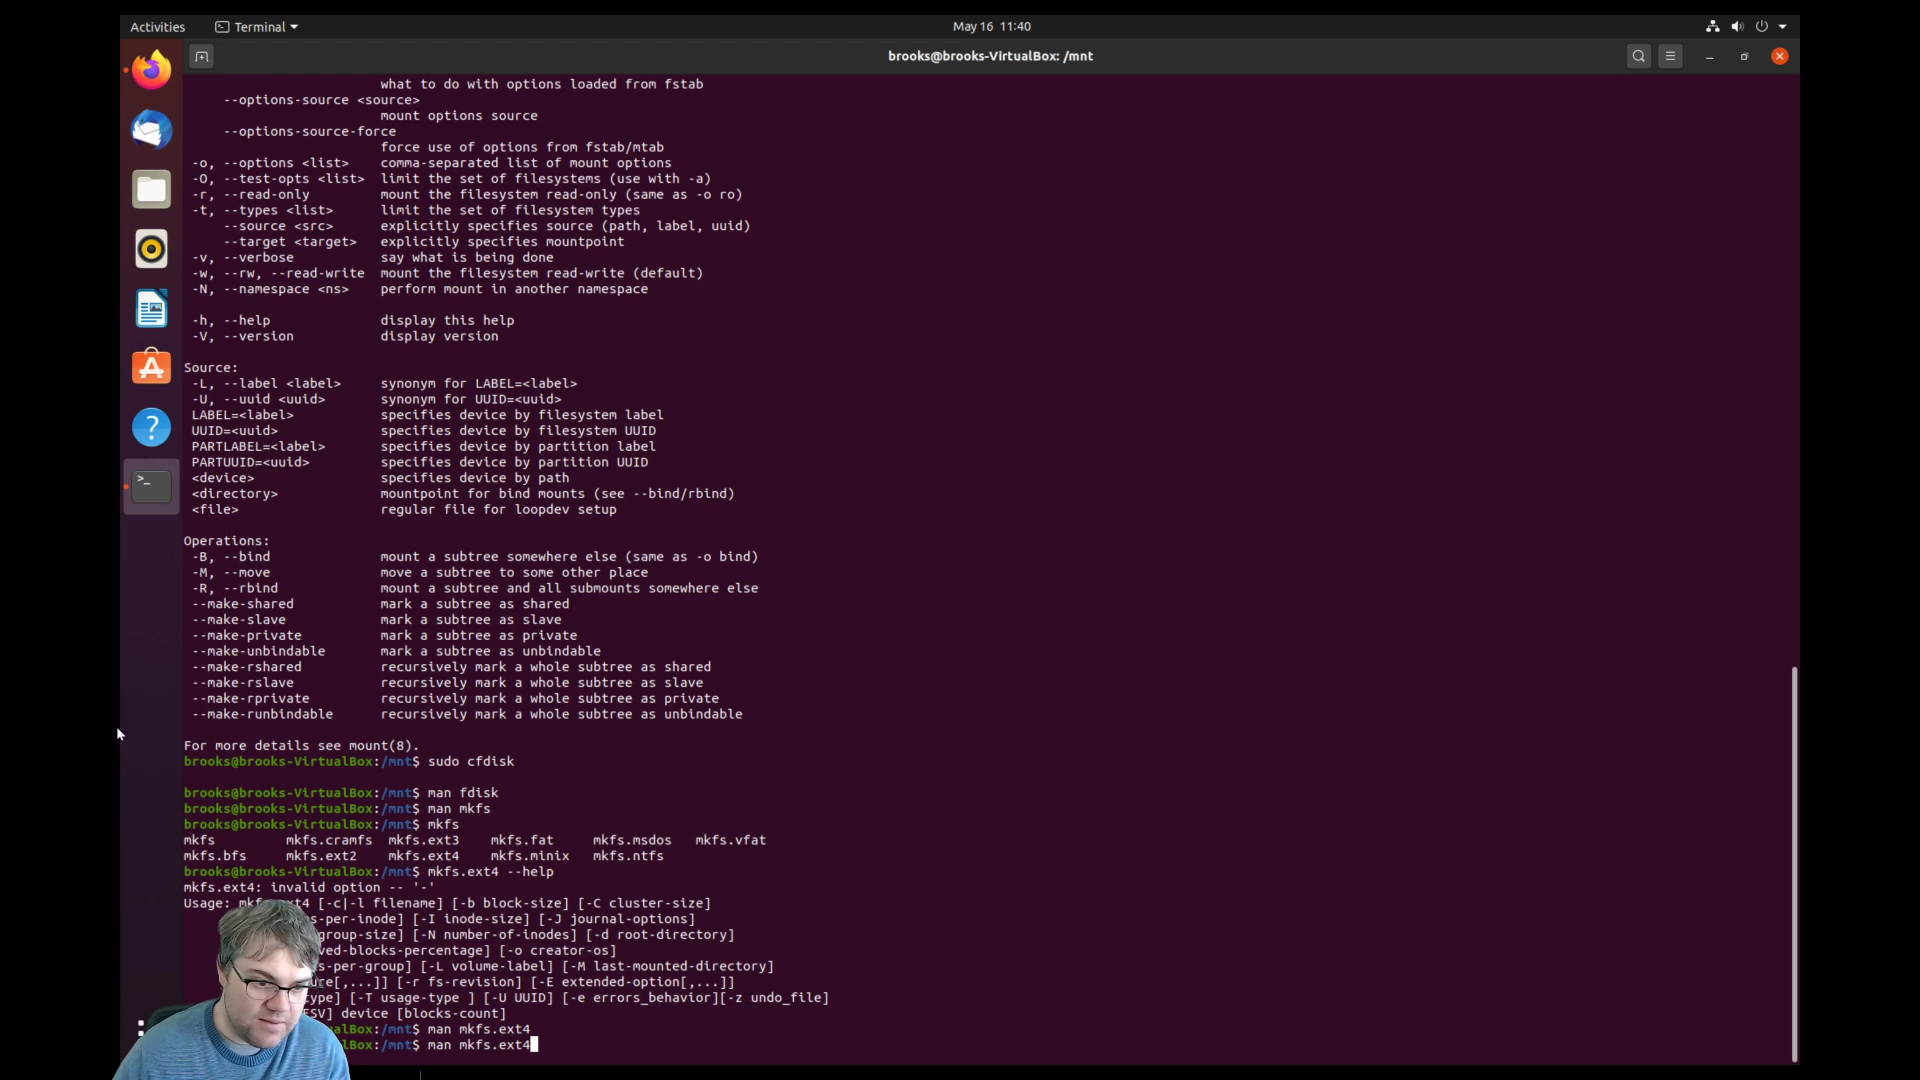 Activities Terminal May 16 11:40
brooks@brooks-VirtualBox: /mnt
what to do with options loaded from fstab
--options-source <source>
mount options source
--options-source-force
force use of options from fstab/mtab
-o, --options <list> comma-separated list of mount options
-O, --test-opts <list> limit the set of filesystems (use with -a)
-r, --read-only mount the filesystem read-only (same as -o ro)
-t, --types <list> limit the set of filesystem types
--source <src> explicitly specifies source (path, label, uuid)
--target <target> explicitly specifies mountpoint
-v, --verbose say what is being done
-w, --rw, --read-write mount the filesystem read-write (default)
-N, --namespace <ns> perform mount in another namespace
-h, --help display this help
-V, --version display version
Source:
-L, --label <label> synonym for LABEL=<label>
-U, --uuid <uuid> synonym for UUID=<uuid>
LABEL=<label> specifies device by filesystem label
UUID=<uuid> specifies device by filesystem UUID
PARTLABEL=<label> specifies device by partition label
PARTUUID=<uuid> specifies device by partition UUID
<device> specifies device by path
<directory> mountpoint for bind mounts (see --bind/rbind)
<file> regular file for loopdev setup
Operations:
-B, --bind mount a subtree somewhere else (same as -o bind)
-M, --move move a subtree to some other place
-R, --rbind mount a subtree and all submounts somewhere else
--make-shared mark a subtree as shared
--make-slave mark a subtree as slave
--make-private mark a subtree as private
--make-unbindable mark a subtree as unbindable
--make-rshared recursively mark a whole subtree as shared
--make-rslave recursively mark a whole subtree as slave
--make-rprivate recursively mark a whole subtree as private
--make-runbindable recursively mark a whole subtree as unbindable
For more details see mount(8).
brooks@brooks-VirtualBox:/mnt$ sudo cfdisk
brooks@brooks-VirtualBox:/mnt$ man fdisk
brooks@brooks-VirtualBox:/mnt$ man mkfs
brooks@brooks-VirtualBox:/mnt$ mkfs
mkfs mkfs.cramfs mkfs.ext3 mkfs.fat mkfs.msdos mkfs.vfat
mkfs.bfs mkfs.ext2 mkfs.ext4 mkfs.minix mkfs.ntfs
brooks@brooks-VirtualBox:/mnt$ mkfs.ext4 --help
mkfs.ext4: invalid option -- '-'
Usage: mkfs.ext4 [-c|-l filename] [-b block-size] [-C cluster-size]
s-per-inode] [-I inode-size] [-J journal-options]
group-size] [-N number-of-inodes] [-d root-directory]
ved-blocks-percentage] [-o creator-os]
s-per-group] [-L volume-label] [-M last-mounted-directory]
ure[,...]] [-r fs-revision] [-E extended-option[,...]]
type] [-T usage-type ] [-U UUID] [-e errors_behavior][-z undo_file]
ESV] device [blocks-count]
alBox:/mnt$ man mkfs.ext4
lBox:/mnt$ man mkfs.ext4